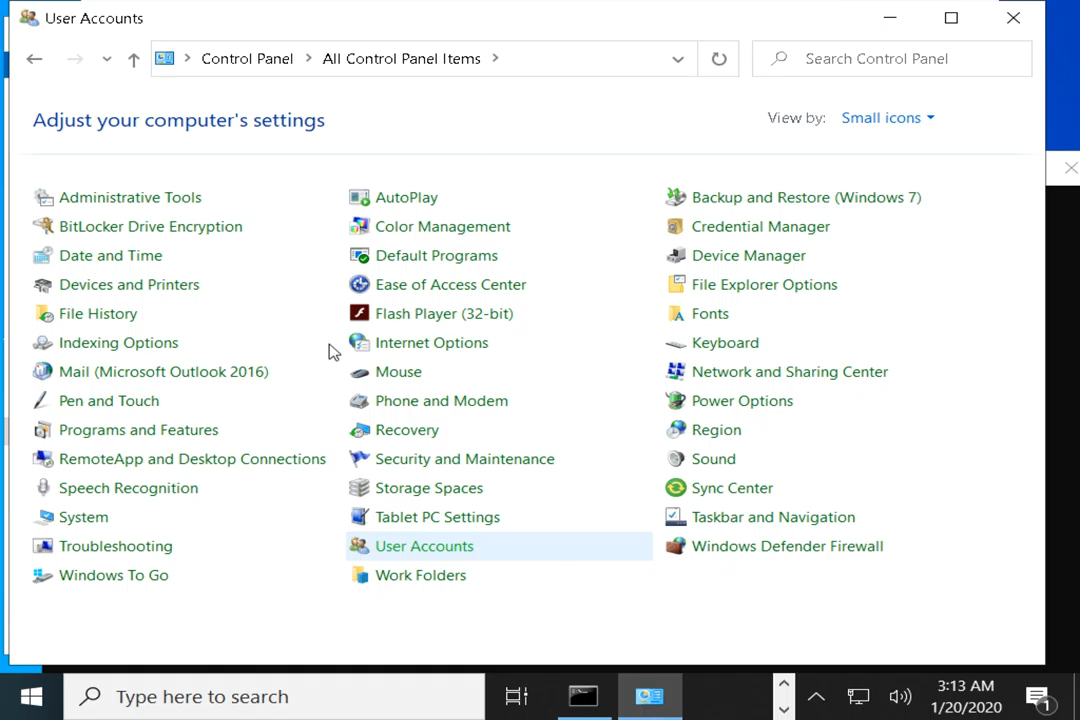 User Accounts
Control Panel All Control Panel Items
Search Control Panel
Adjust your computer's settings
View by: Small icons
Administrative Tools AutoPlay Backup and Restore (Windows 7)
BitLocker Drive Encryption Color Management Credential Manager
Date and Time Default Programs Device Manager
Devices and Printers Ease of Access Center File Explorer Options
File History Flash Player (32-bit) Fonts
Indexing Options Internet Options Keyboard
Mail (Microsoft Outlook 2016) Mouse Network and Sharing Center
Pen and Touch Phone and Modem Power Options
Programs and Features Recovery Region
RemoteApp and Desktop Connections Security and Maintenance Sound
Speech Recognition Storage Spaces Sync Center
System Tablet PC Settings Taskbar and Navigation
Troubleshooting User Accounts Windows Defender Firewall
Windows To Go Work Folders
Type here to search
3:13 AM
1/20/2020
1